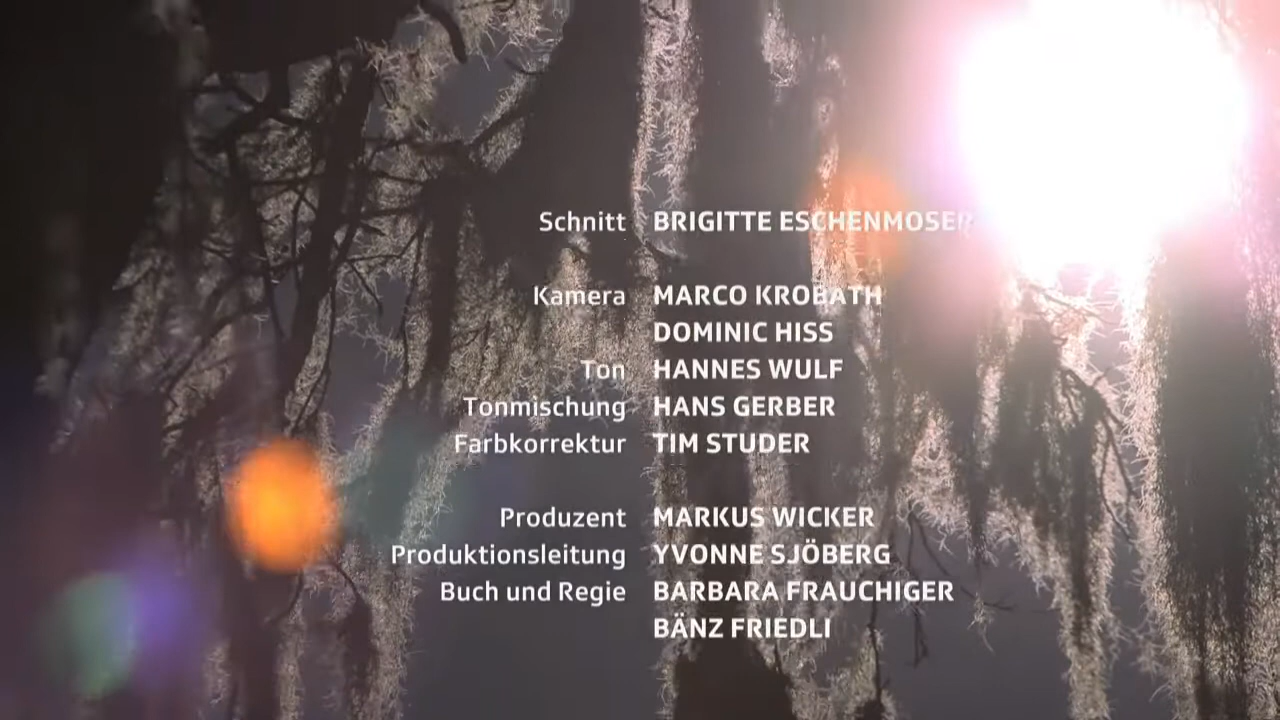 Schnitt BRIGITTE ESCHENMOSER
Kamera MARCO KROBATH
DOMINIC HISS
Ton HANNES WULF
Tonmischung HANS GERBER
Farbkorrektur TIM STUDER
Produzent MARKUS WICKER
Produktionsleitung YVONNE SJÖBERG
Buch und Regie BARBARA FRAUCHIGER
BÄNZ FRIEDLI